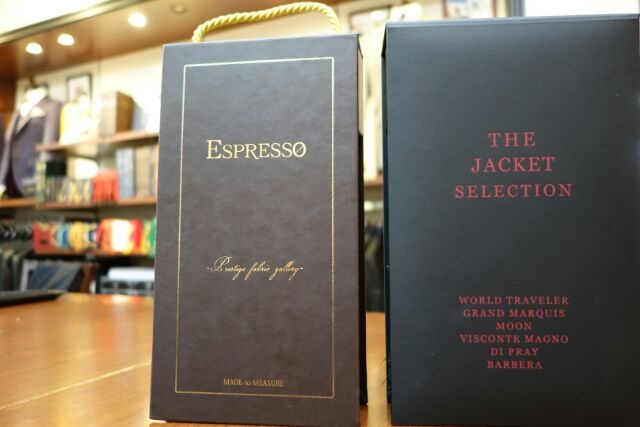 ESPRESSO
-Prestige fabric gallery-
MADE-to-MEASURE
THE
JACKET
SELECTION
WORLD TRAVELER
GRAND MARQUIS
MOON
VISCONTE MAGNO
DI PRAY
BARBERA